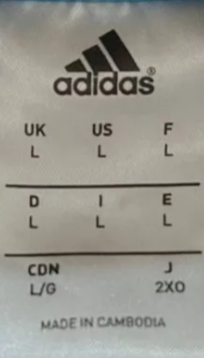 adidas®
UK US F
L L L
D I E
L L L
CDN J
L/G 2XO
MADE IN CAMBODIA